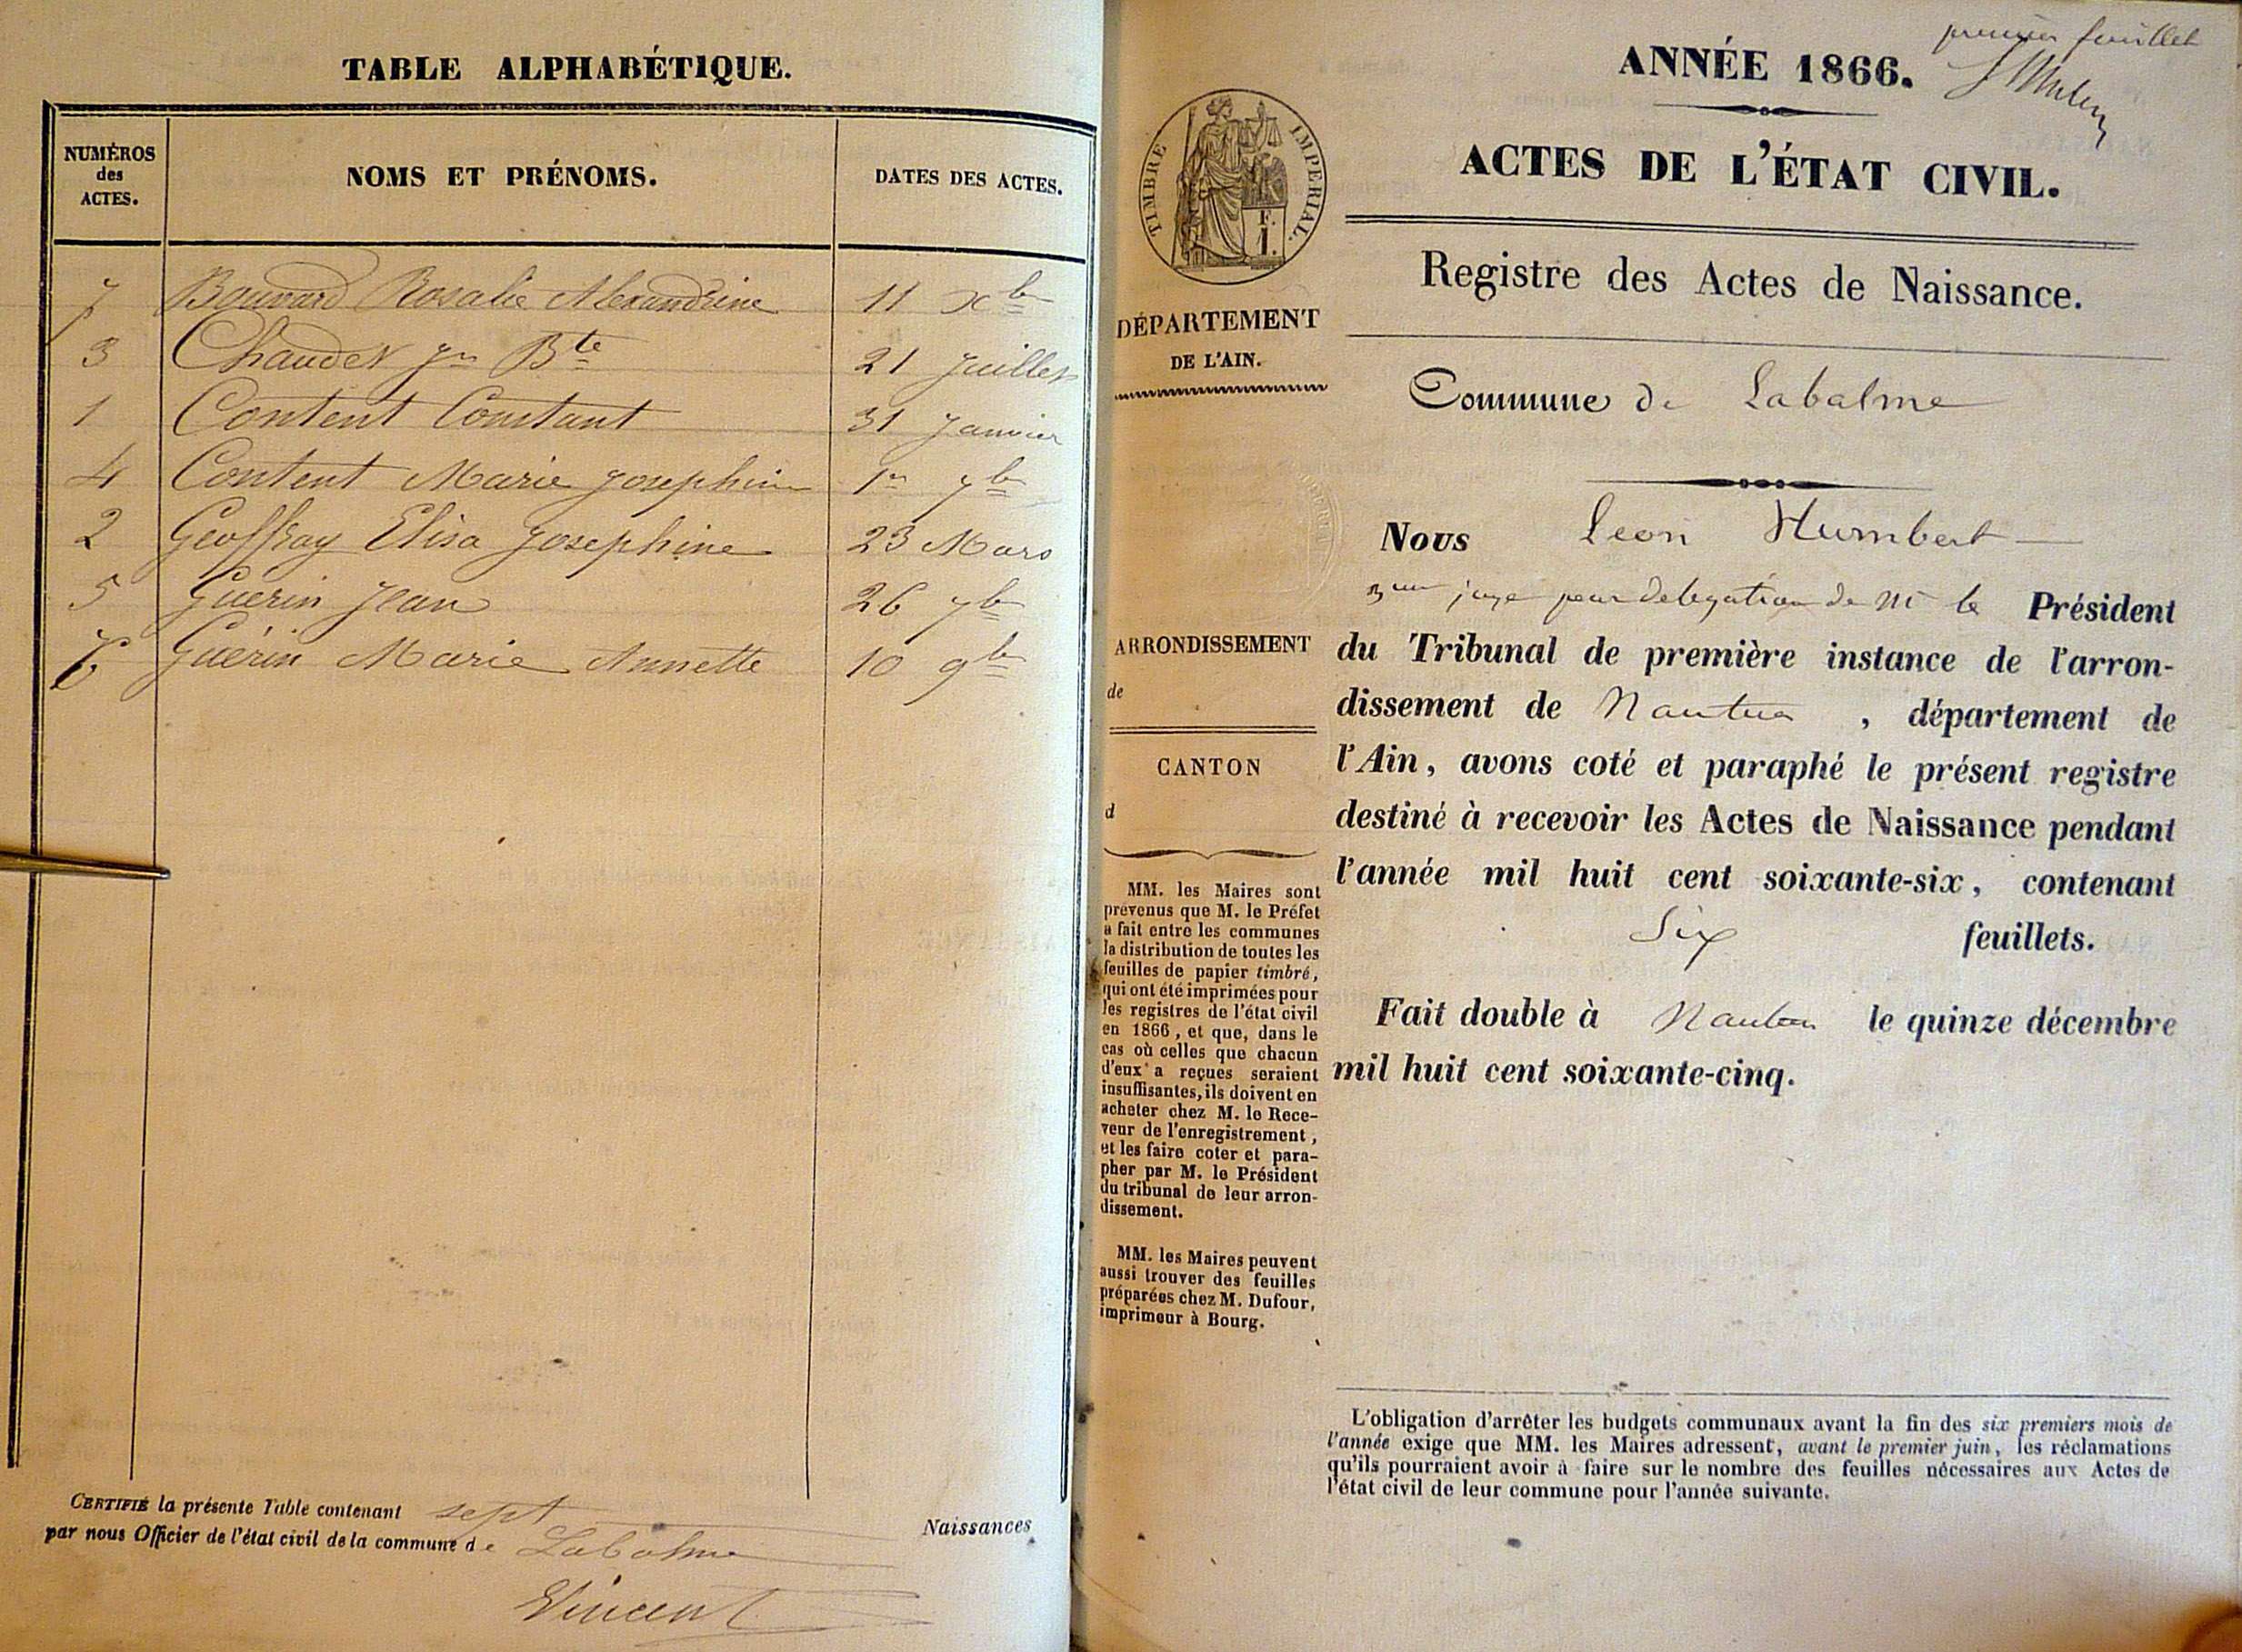 TABLE ALPHABÉTIQUE.
NUMÉROS des ACTES. NOMS ET PRÉNOMS. DATES DES ACTES.
7 Bouvard Rosalie Alexandrine 11 Xbre
3 Chaudet Jn Bte 21 Juillet
1 Content Constant 31 Janvier
4 Content Marie Josephine 1er 7bre
2 Geoffray Elisa Josephine 23 Mars
5 Guérin Jean 26 7bre
6 Guérin Marie Annette 10 9bre
CERTIFIÉ la présente Table contenant sept Naissances
par nous Officier de l'état civil de la commune de Labalme
Vincent
premier feuillet
ANNÉE 1866.
ACTES DE L'ÉTAT CIVIL.
TIMBRE IMPÉRIAL.
1 F.
Registre des Actes de Naissance.
DÉPARTEMENT
DE L'AIN.
Commune de Labalme
Nous Leon Humbert
juge par délégation de Mr le Président
du Tribunal de première instance de l'arron-
dissement de Nantua, département de
l'Ain, avons coté et paraphé le présent registre
destiné à recevoir les Actes de Naissance pendant
l'année mil huit cent soixante-six, contenant
Six feuillets.
Fait double à Nantua le quinze décembre
mil huit cent soixante-cinq.
ARRONDISSEMENT
de
CANTON
d
MM. les Maires sont
prévenus que M. le Préfet
a fait entre les communes
la distribution de toutes les
feuilles de papier timbré,
qui ont été imprimées pour
les registres de l'état civil
en 1866, et que, dans le
cas où celles que chacun
d'eux a reçues seraient
insuffisantes, ils doivent en
acheter chez M. le Rece-
veur de l'enregistrement,
et les faire coter et para-
pher par M. le Président
du tribunal de leur arron-
dissement.
MM. les Maires peuvent
aussi trouver des feuilles
préparées chez M. Dufour,
imprimeur à Bourg.
L'obligation d'arrêter les budgets communaux avant la fin des six premiers mois de
l'année exige que MM. les Maires adressent, avant le premier juin, les réclamations
qu'ils pourraient avoir à faire sur le nombre des feuilles nécessaires aux Actes de
l'état civil de leur commune pour l'année suivante.